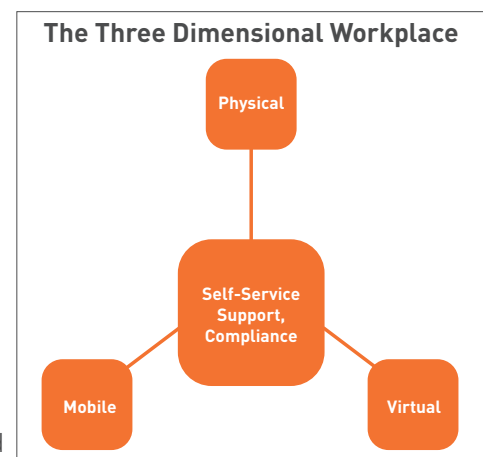 The Three Dimensional Workplace
Physical
Self-Service
Support,
Compliance
Mobile
Virtual